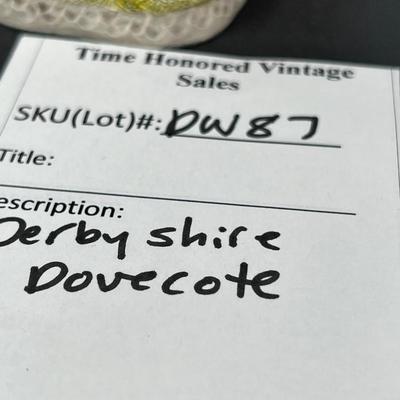 Time Honored Vintage
Sales
SKU(Lot)#: DW87
Title:
escription:
Derbyshire
Dovecote